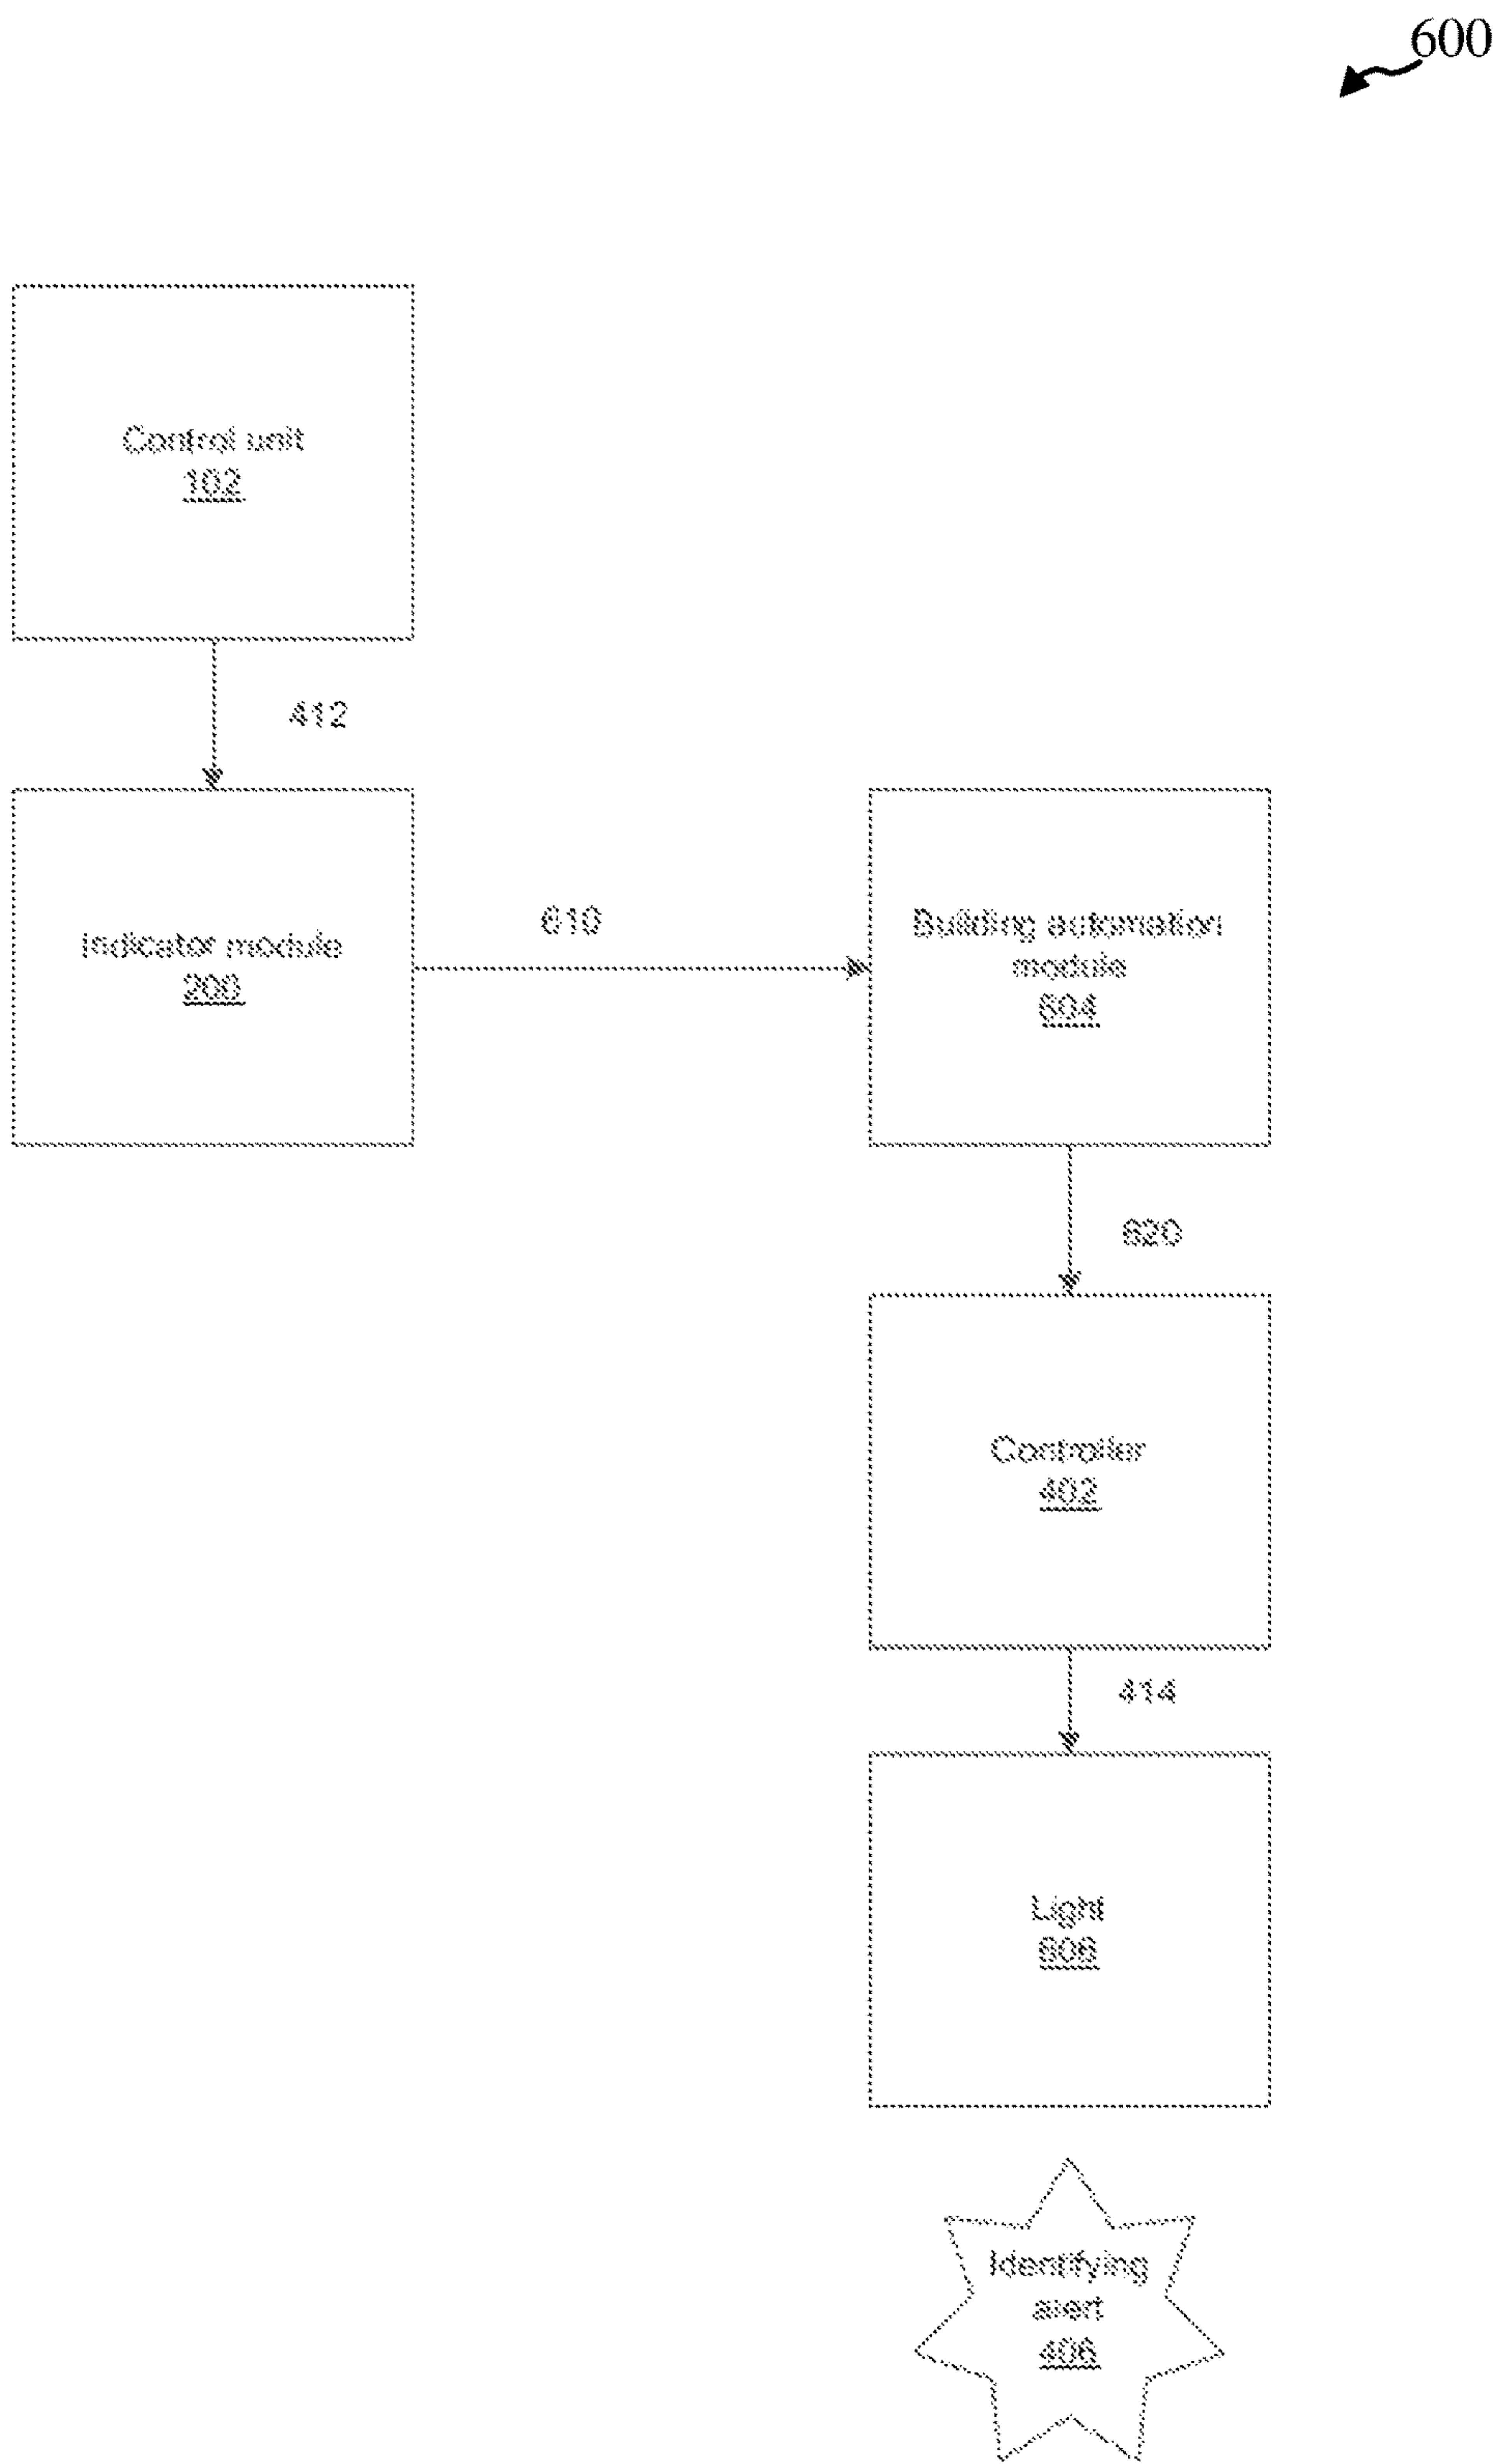 600
Control unit
102
412
Indicator module
200
610
Building automation
module
604
620
Controller
402
414
Light
606
Identifying
alert
406